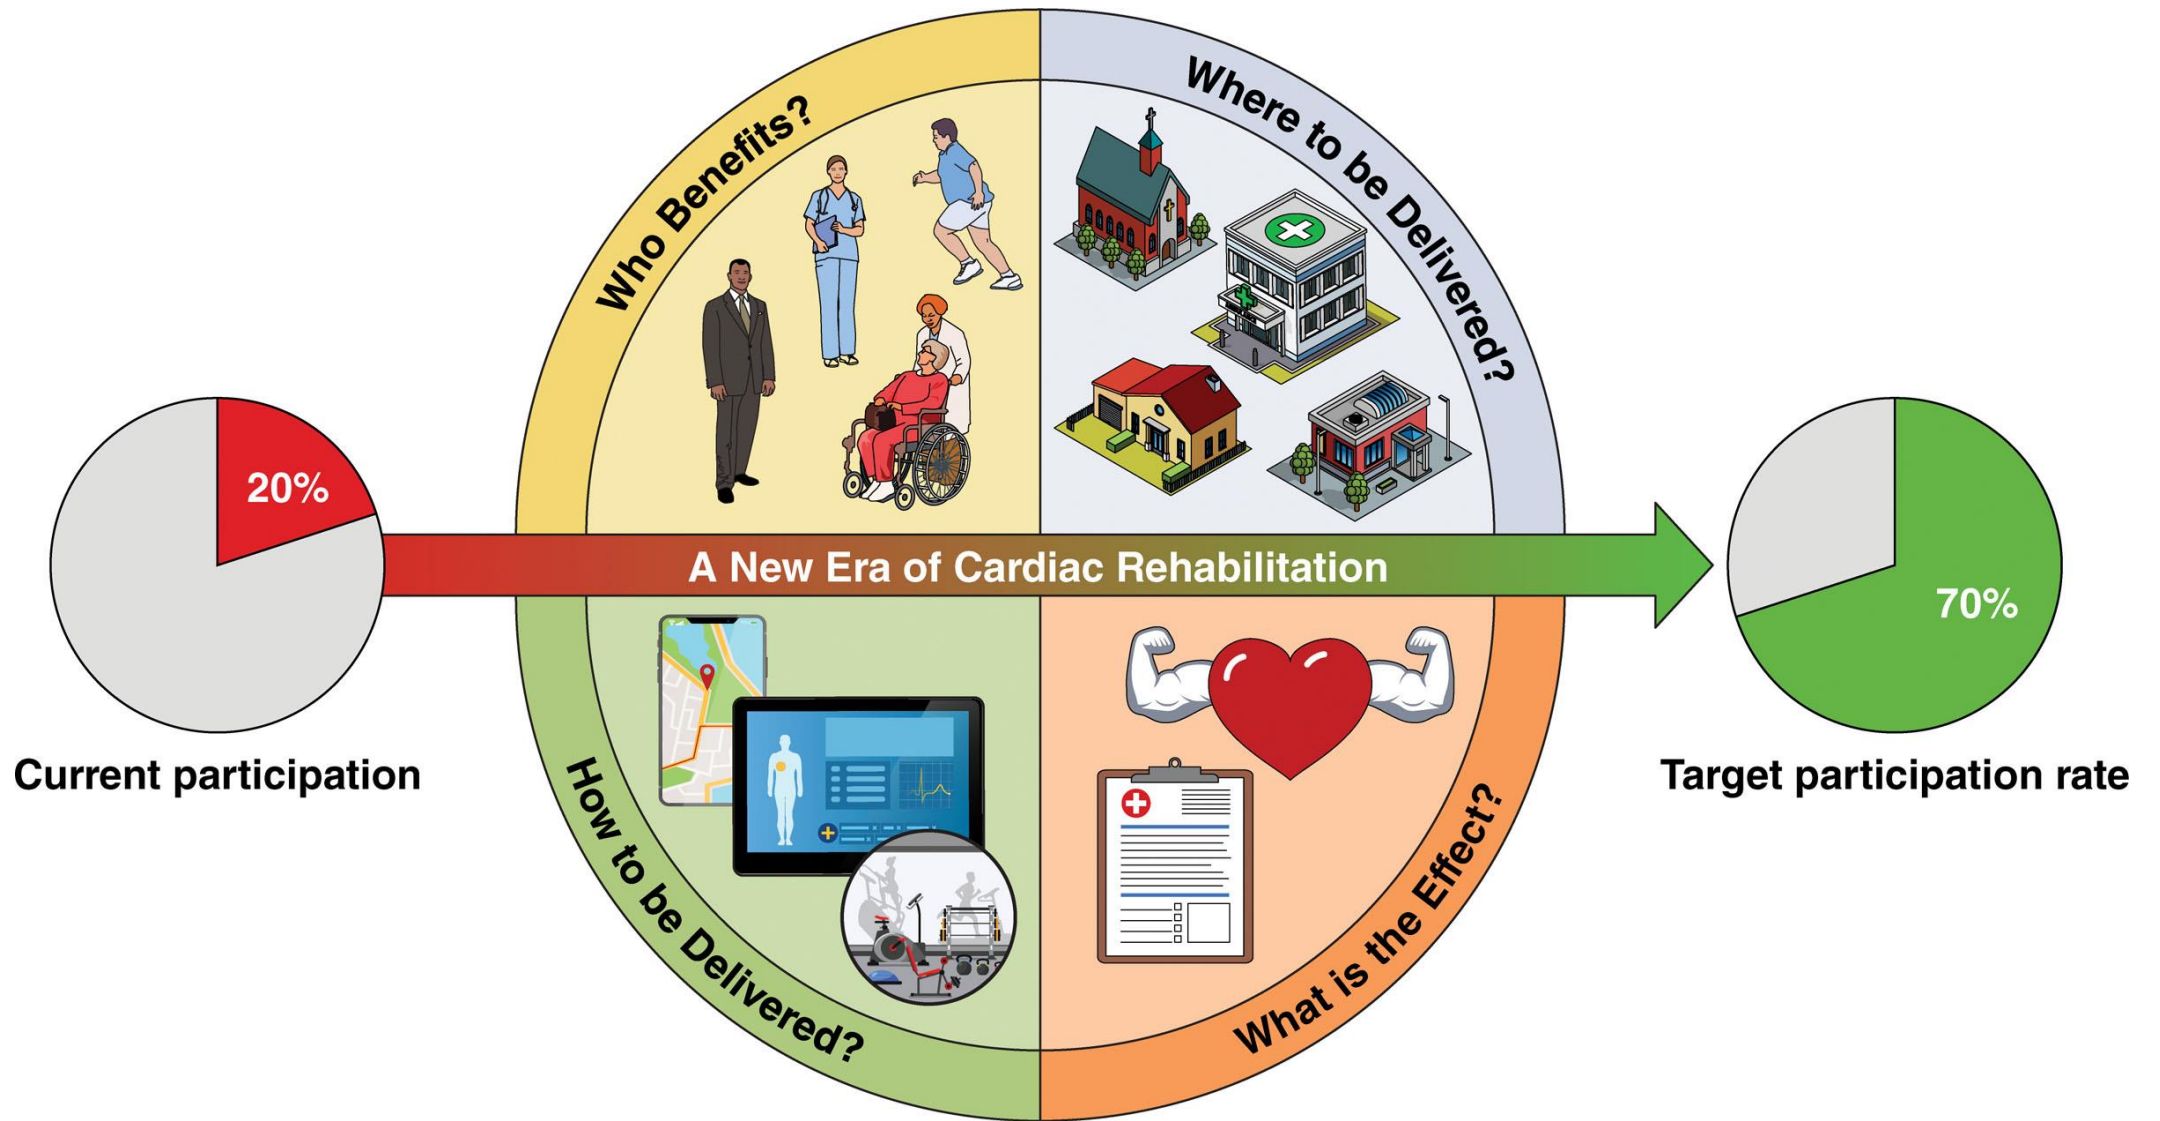 Who Benefits?
Where to be Delivered?
20%
Current participation
A New Era of Cardiac Rehabilitation
70%
Target participation rate
How to be Delivered?
What is the Effect?